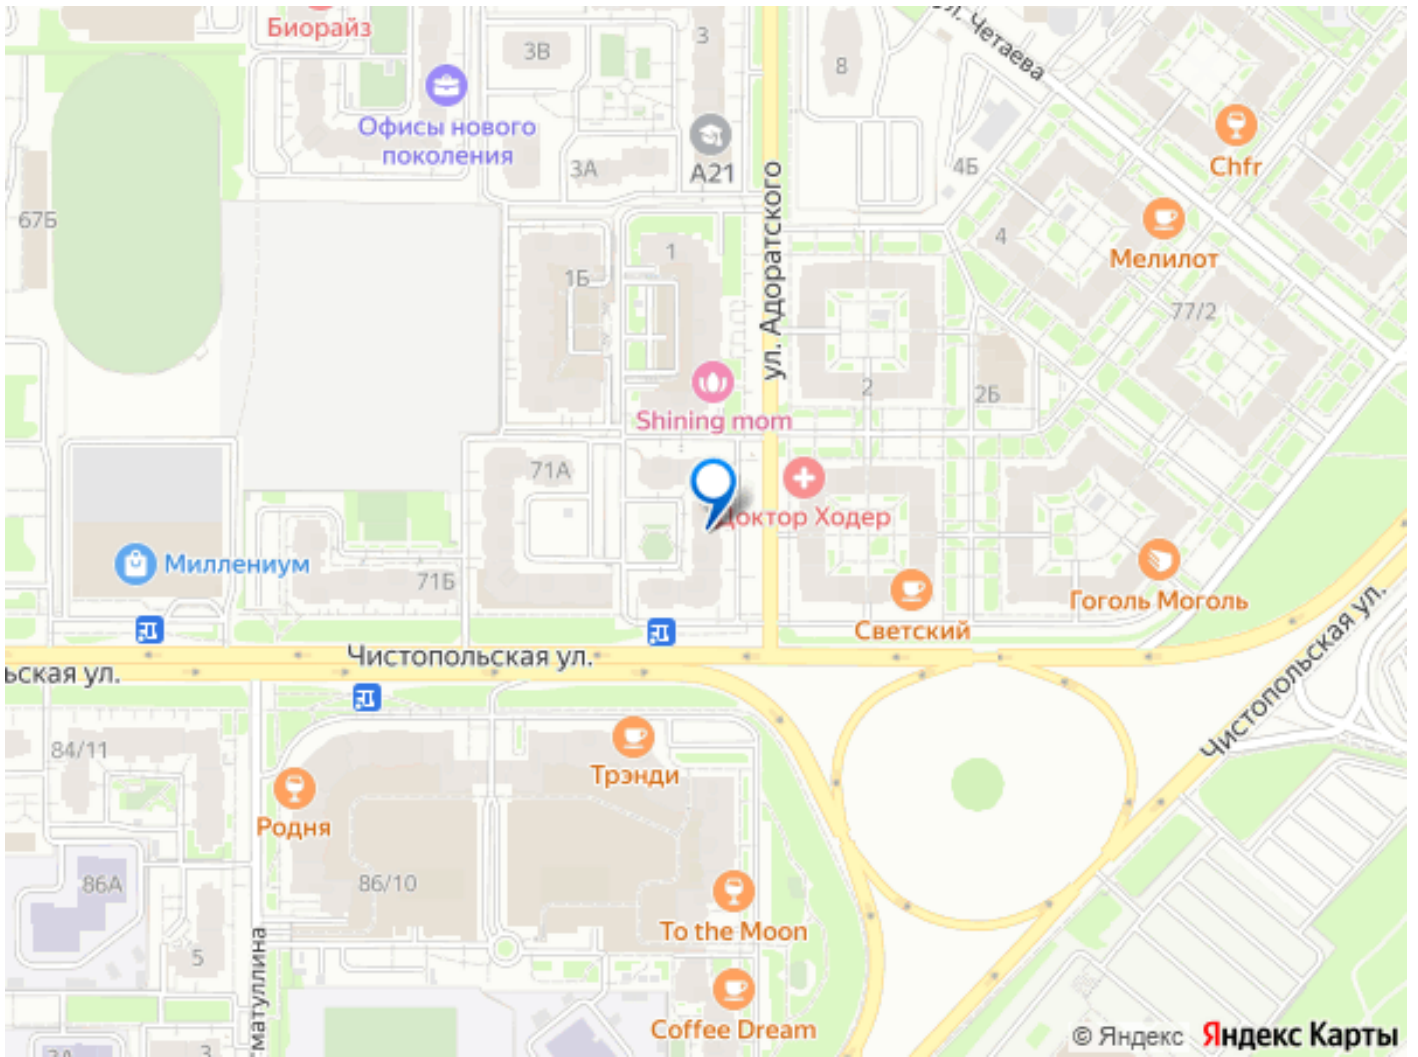 Биорайз
3В
3
8
ул. Четаева
Офисы нового
поколения
Chfr
3А
А21
4Б
67Б
Мелилот
4
1
1Б
ул. Адоратского
77/2
2
2Б
Shining mom
71А
Доктор Ходер
Миллениум
71Б
Гоголь Моголь
Светский
Чистопольская ул.
ьская ул.
Чистопольская ул.
84/11
Трэнди
Родня
86А
86/10
To the Moon
5
Coffee Dream
3
© Яндекс Яндекс Карты